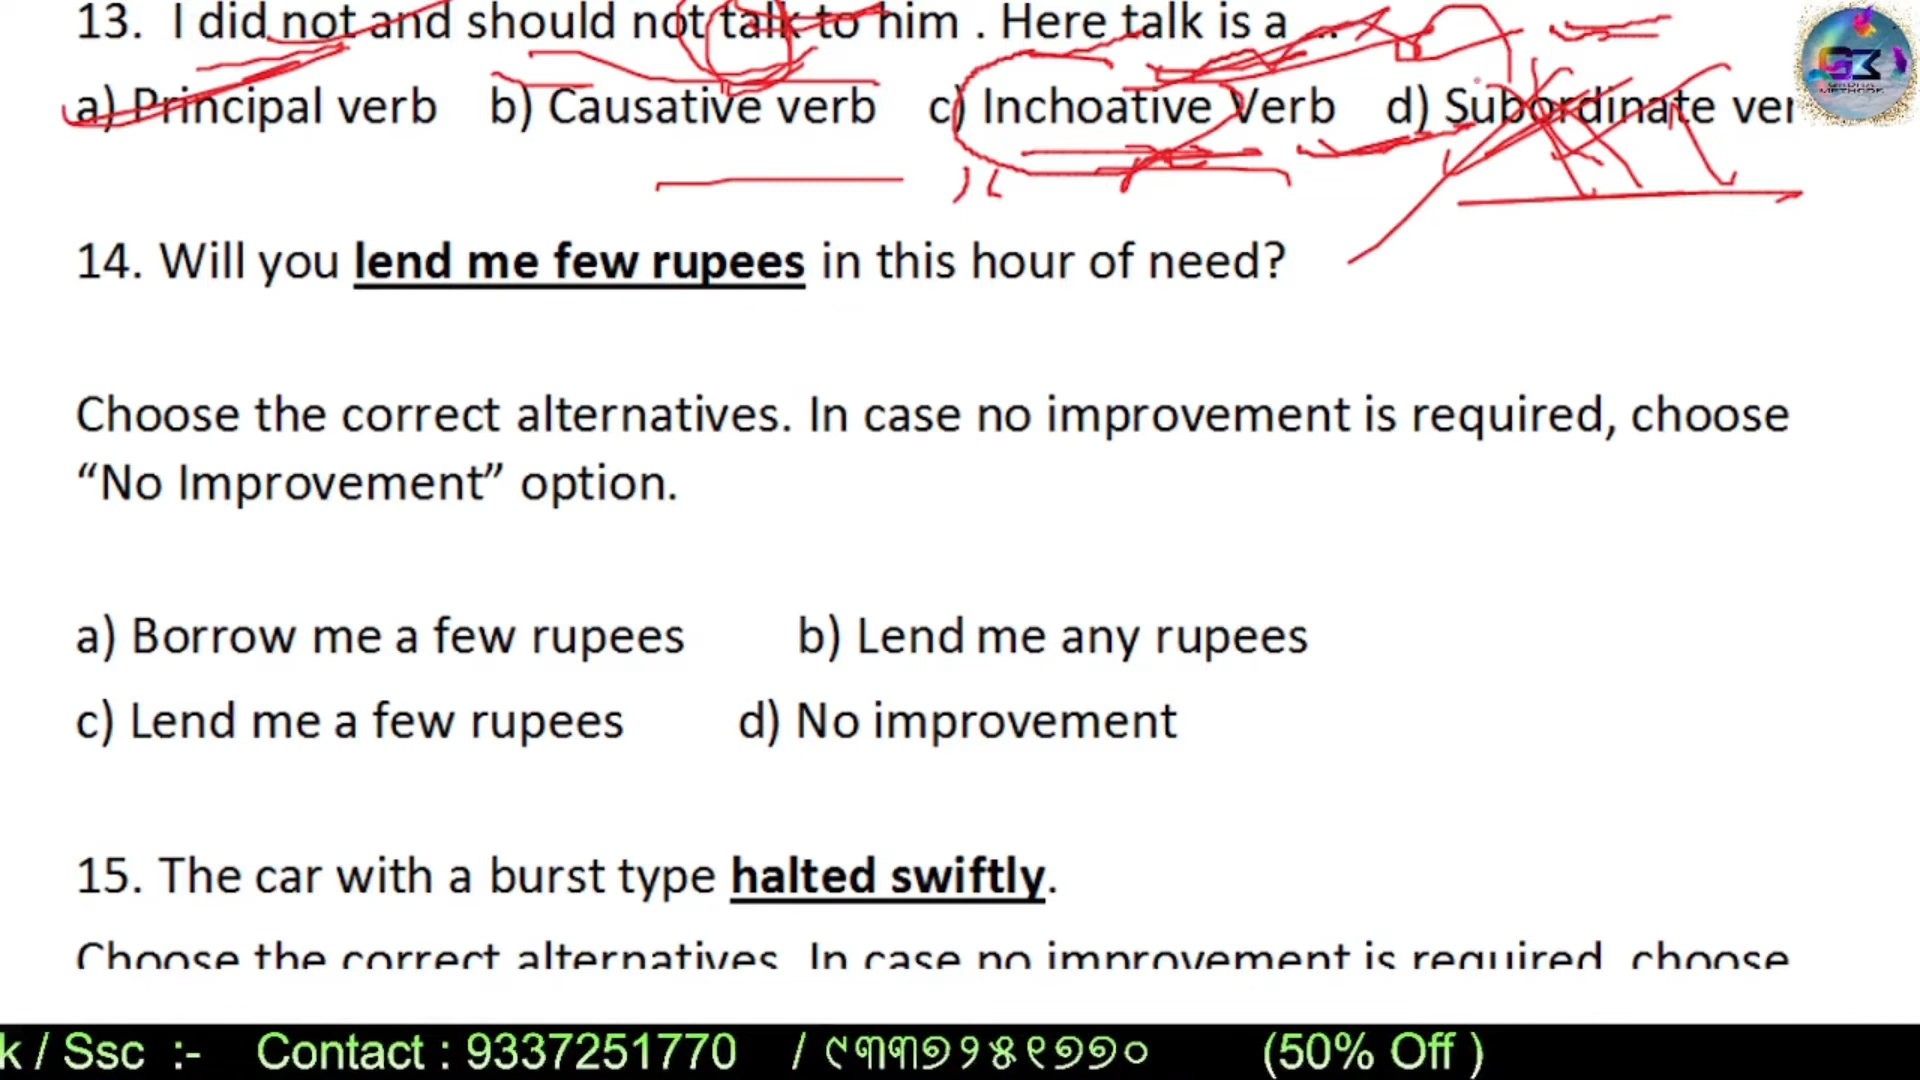 13. I did not and should not talk to him . Here talk is a ...
a) Principal verb b) Causative verb c) Inchoative Verb d) Subordinate ver
14. Will you lend me few rupees in this hour of need?
Choose the correct alternatives. In case no improvement is required, choose
“No Improvement” option.
a) Borrow me a few rupees b) Lend me any rupees
c) Lend me a few rupees d) No improvement
15. The car with a burst type halted swiftly.
Choose the correct alternatives. In case no improvement is required, choose
k / Ssc :- Contact : 9337251770 / ୯୩୩୭୨୫୧୭୭୦ (50% Off )